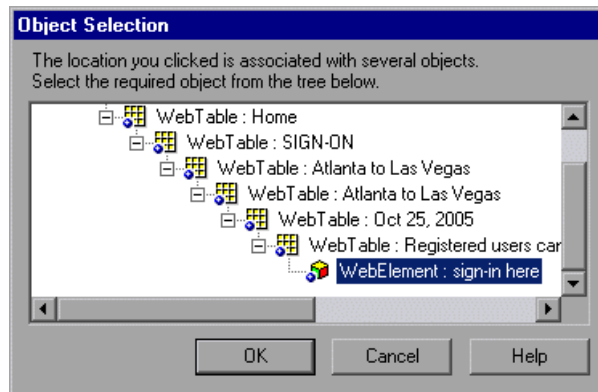 Object Selection
The location you clicked is associated with several objects.
Select the required object from the tree below.
WebTable : Home
WebTable : SIGN-ON
WebTable : Atlanta to Las Vegas
WebTable : Atlanta to Las Vegas
WebTable : Oct 25, 2005
WebTable : Registered users car
WebElement : sign-in here
OK Cancel Help